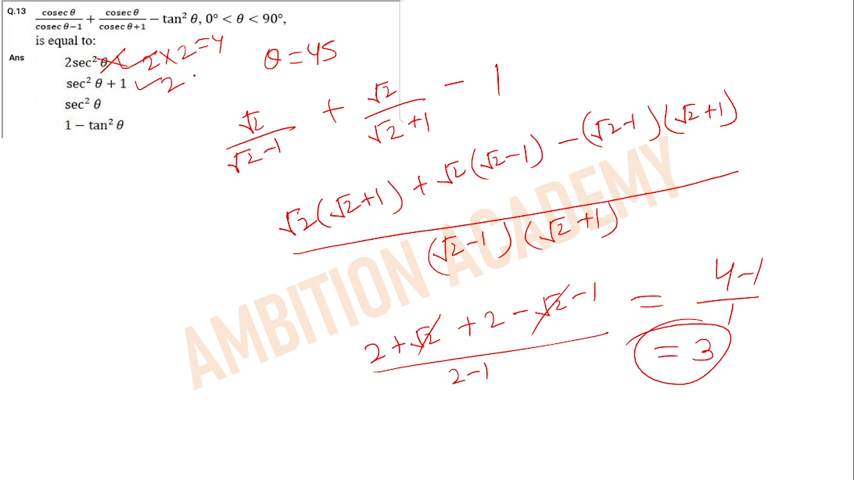 Q.13 cosec θ/cosec θ−1 + cosec θ/cosec θ+1 − tan² θ, 0° < θ < 90°,
is equal to:
Ans
2sec² θ 2×2=4
sec² θ + 1 2
sec² θ
1 − tan² θ
θ = 45
√2/√2−1 + √2/√2+1 − 1
√2(√2+1) + √2(√2−1) − (√2−1)(√2+1)
(√2−1)(√2+1)
2+√2+2−√2−1 = 4−1
2−1 1
= 3
AMBITION ACADEMY